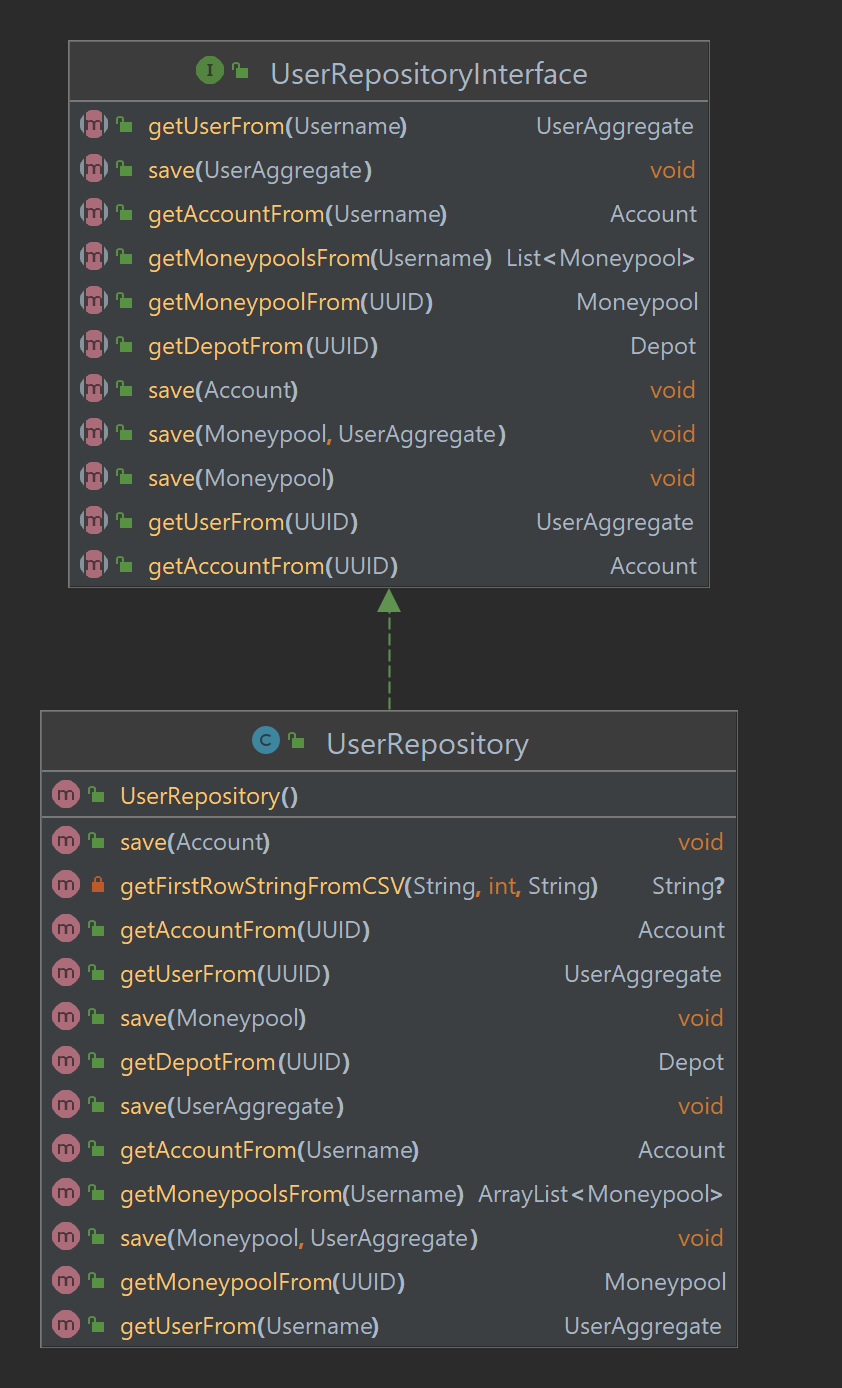 I UserRepositoryInterface
m getUserFrom(Username) UserAggregate
m save(UserAggregate) void
m getAccountFrom(Username) Account
m getMoneypoolsFrom(Username) List<Moneypool>
m getMoneypoolFrom(UUID) Moneypool
m getDepotFrom(UUID) Depot
m save(Account) void
m save(Moneypool, UserAggregate) void
m save(Moneypool) void
m getUserFrom(UUID) UserAggregate
m getAccountFrom(UUID) Account
C UserRepository
m UserRepository()
m save(Account) void
m getFirstRowStringFromCSV(String, int, String) String?
m getAccountFrom(UUID) Account
m getUserFrom(UUID) UserAggregate
m save(Moneypool) void
m getDepotFrom(UUID) Depot
m save(UserAggregate) void
m getAccountFrom(Username) Account
m getMoneypoolsFrom(Username) ArrayList<Moneypool>
m save(Moneypool, UserAggregate) void
m getMoneypoolFrom(UUID) Moneypool
m getUserFrom(Username) UserAggregate